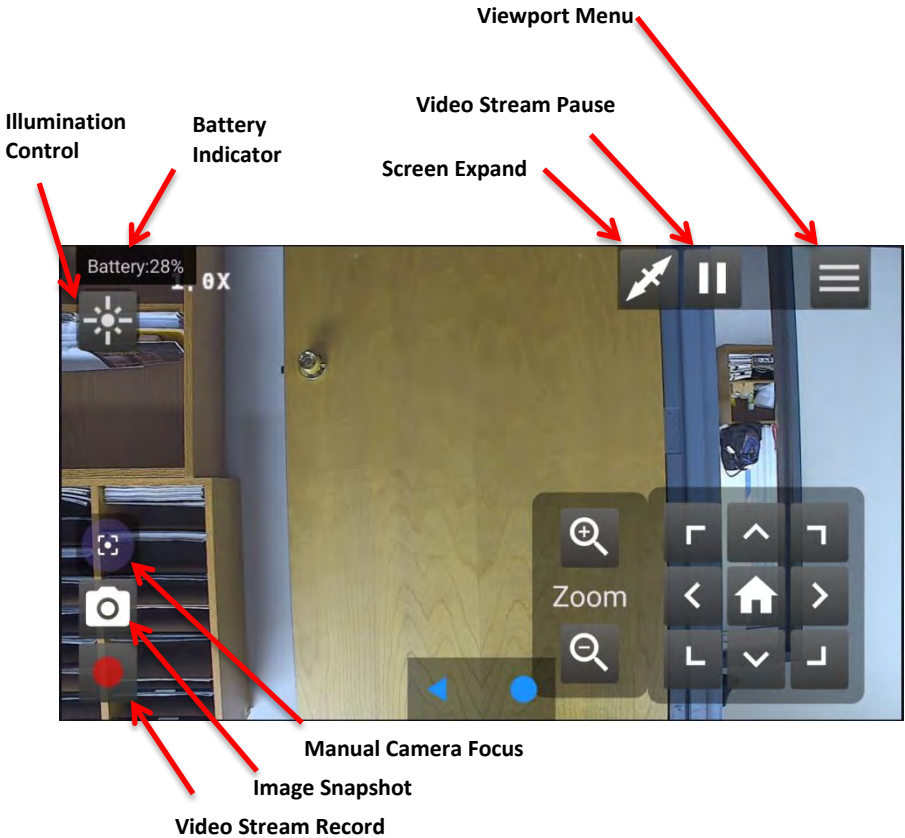 Viewport Menu
Video Stream Pause
Illumination
Control
Battery
Indicator
Screen Expand
Battery:28%
1.0X
Zoom
Manual Camera Focus
Image Snapshot
Video Stream Record